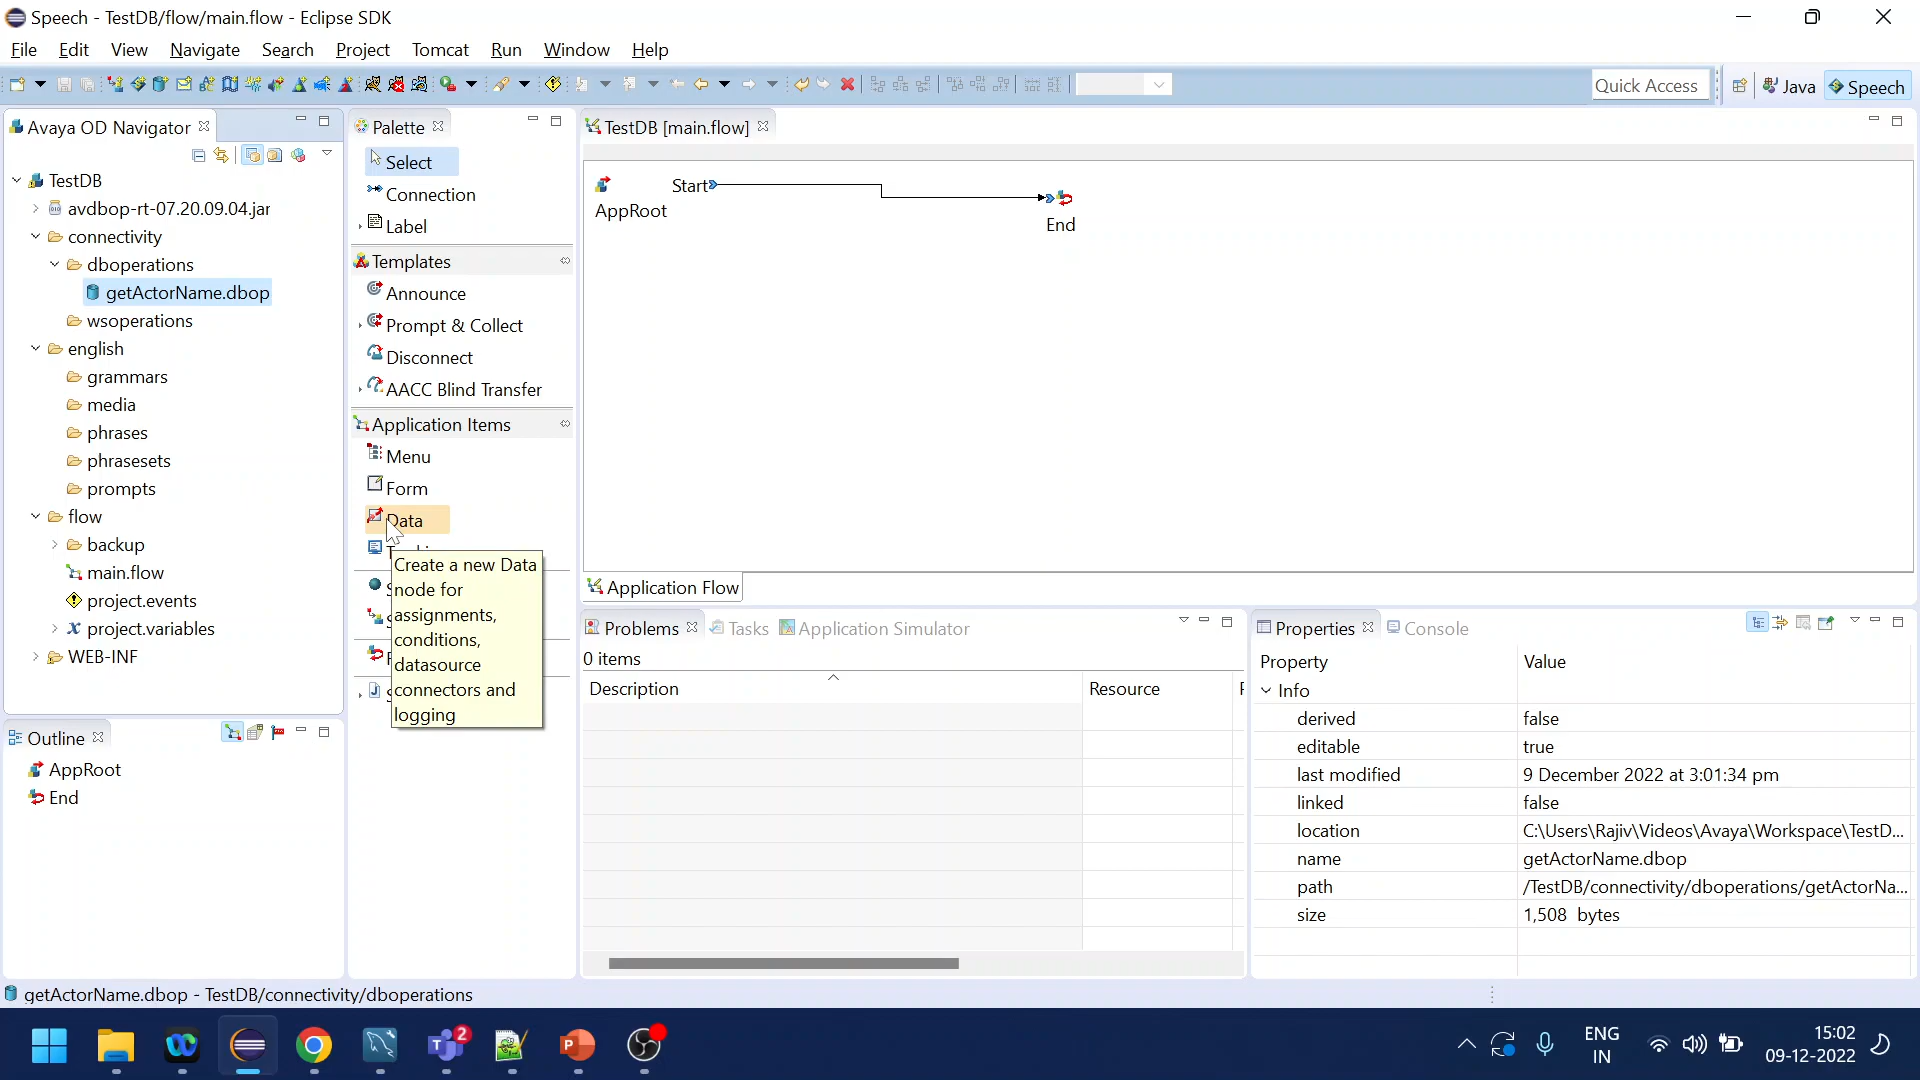 Speech - TestDB/flow/main.flow - Eclipse SDK
File Edit View Navigate Search Project Tomcat Run Window Help
Quick Access
Java
Speech
Avaya OD Navigator
TestDB
avdbop-rt-07.20.09.04.jar
connectivity
dboperations
getActorName.dbop
wsoperations
english
grammars
media
phrases
phrasesets
prompts
flow
backup
main.flow
project.events
project.variables
WEB-INF
Outline
AppRoot
End
Palette
Select
Connection
Label
Templates
Announce
Prompt & Collect
Disconnect
AACC Blind Transfer
Application Items
Menu
Form
Data
Create a new Data
node for
assignments,
conditions,
datasource
connectors and
logging
TestDB [main.flow]
AppRoot
Start
End
Application Flow
Problems Tasks Application Simulator
0 items
Description Resource
Properties Console
Property Value
Info
derived false
editable true
last modified 9 December 2022 at 3:01:34 pm
linked false
location C:\Users\Rajiv\Videos\Avaya\Workspace\TestD...
name getActorName.dbop
path /TestDB/connectivity/dboperations/getActorNa...
size 1,508 bytes
getActorName.dbop - TestDB/connectivity/dboperations
2
ENG
IN
15:02
09-12-2022